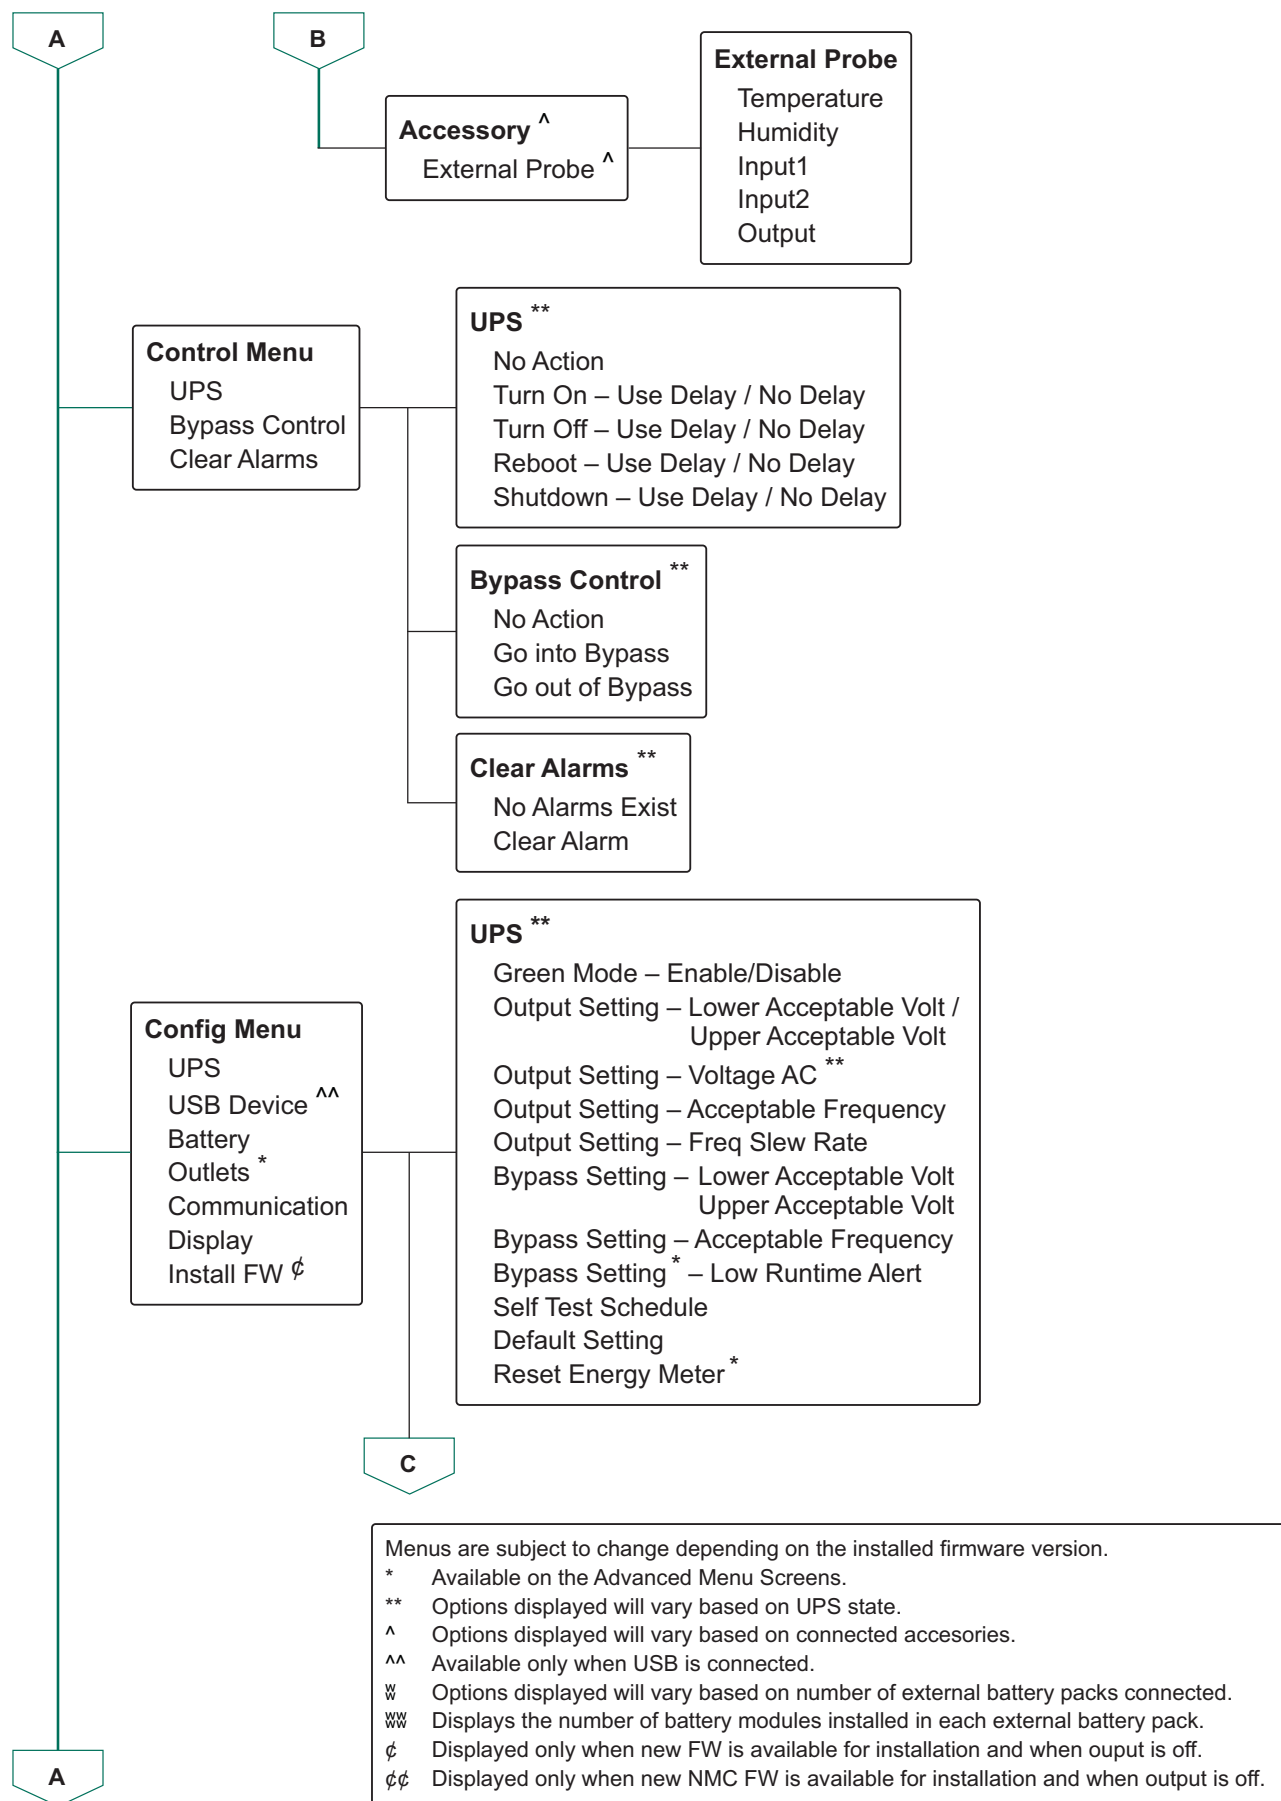 A
B
External Probe
Temperature
Humidity
Input1
Input2
Output
Accessory ^
External Probe ^
Control Menu
UPS
Bypass Control
Clear Alarms
UPS **
No Action
Turn On – Use Delay / No Delay
Turn Off – Use Delay / No Delay
Reboot – Use Delay / No Delay
Shutdown – Use Delay / No Delay
Bypass Control **
No Action
Go into Bypass
Go out of Bypass
Clear Alarms **
No Alarms Exist
Clear Alarm
Config Menu
UPS
USB Device ^^
Battery
Outlets *
Communication
Display
Install FW ¢
UPS **
Green Mode – Enable/Disable
Output Setting – Lower Acceptable Volt /
Upper Acceptable Volt
Output Setting – Voltage AC **
Output Setting – Acceptable Frequency
Output Setting – Freq Slew Rate
Bypass Setting – Lower Acceptable Volt
Upper Acceptable Volt
Bypass Setting – Acceptable Frequency
Bypass Setting * – Low Runtime Alert
Self Test Schedule
Default Setting
Reset Energy Meter *
C
Menus are subject to change depending on the installed firmware version.
* Available on the Advanced Menu Screens.
** Options displayed will vary based on UPS state.
^ Options displayed will vary based on connected accesories.
^^ Available only when USB is connected.
Options displayed will vary based on number of external battery packs connected.
Displays the number of battery modules installed in each external battery pack.
¢ Displayed only when new FW is available for installation and when ouput is off.
¢¢ Displayed only when new NMC FW is available for installation and when output is off.
A